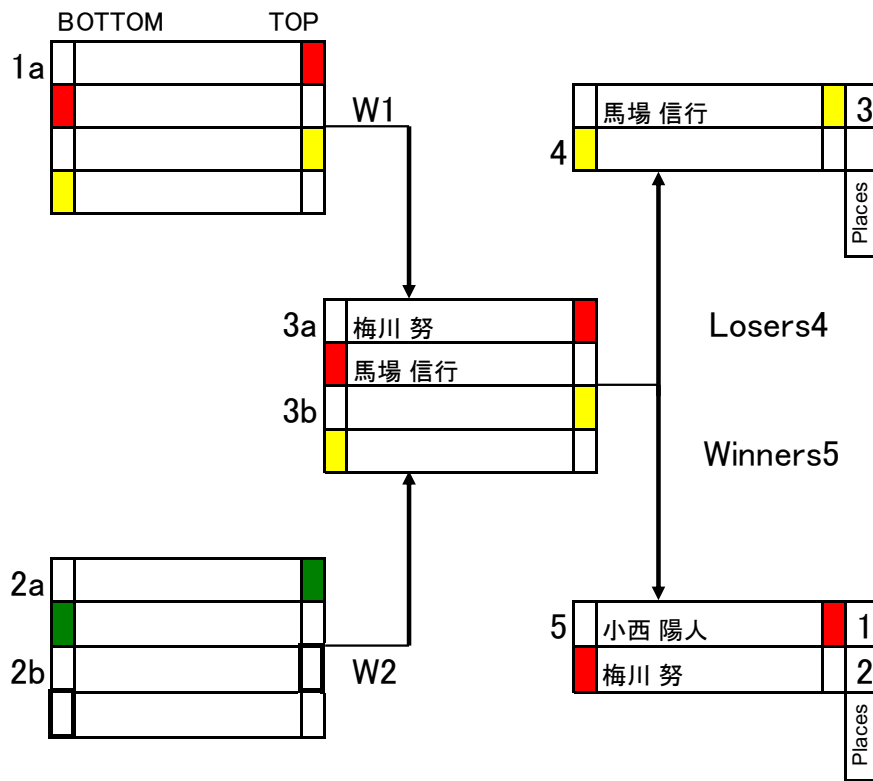 BOTTOM TOP
1a
W1
馬場 信行 3
4
Places
3a 梅川 努
馬場 信行
3b
Losers4
Winners5
2a
2b
W2
5 小西 陽人 1
梅川 努 2
Places